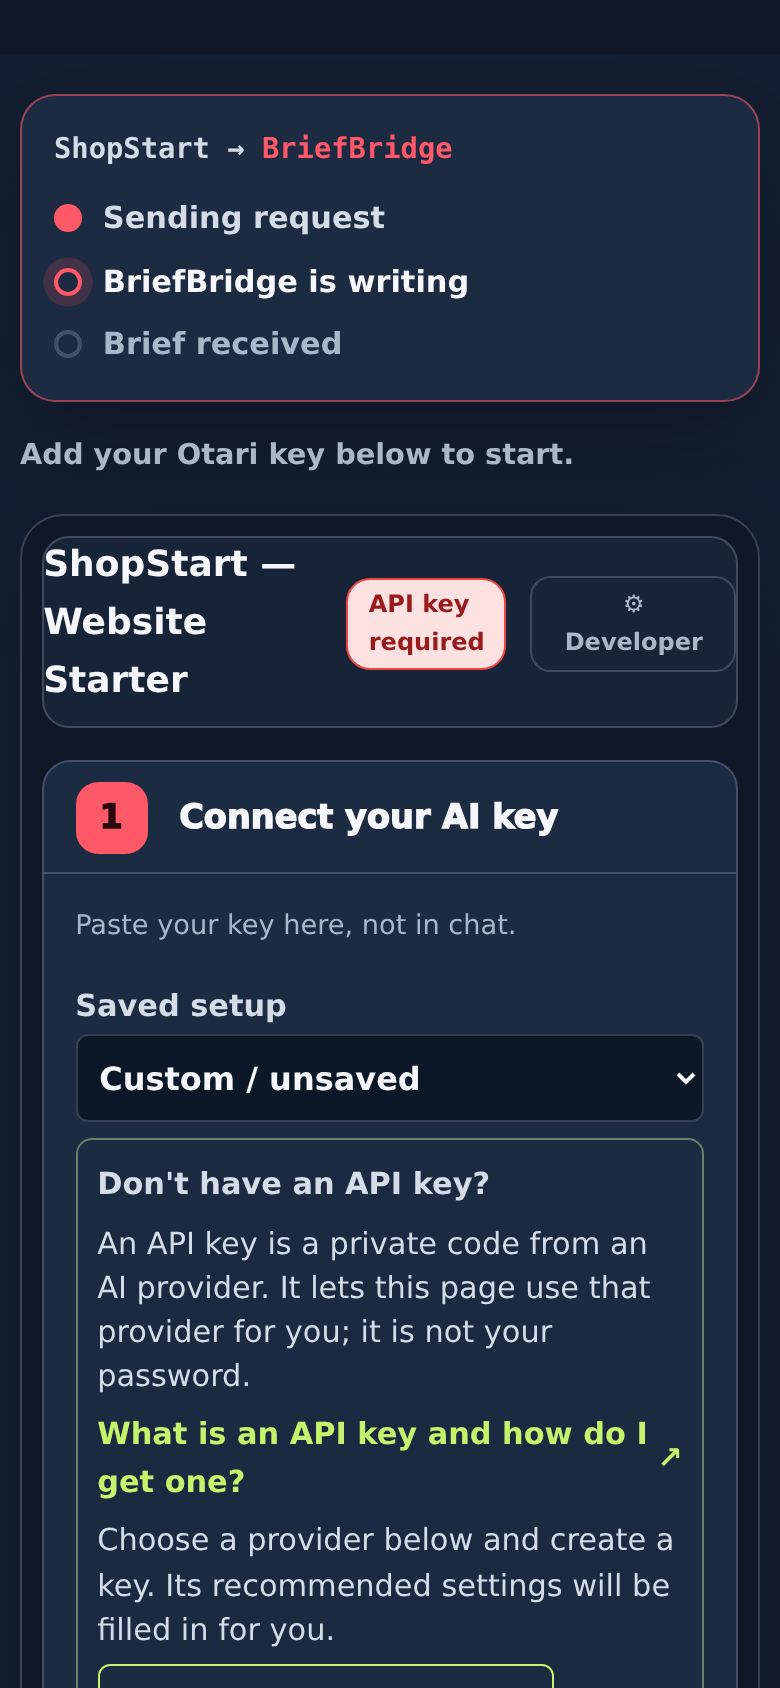 ShopStart → BriefBridge
Sending request
BriefBridge is writing
Brief received
Add your Otari key below to start.
ShopStart —
Website
Starter
API key
required
⚙
Developer
1
Connect your AI key
Paste your key here, not in chat.
Saved setup
Custom / unsaved
Don't have an API key?
An API key is a private code from an
AI provider. It lets this page use that
provider for you; it is not your
password.
What is an API key and how do I
get one? ↗
Choose a provider below and create a
key. Its recommended settings will be
filled in for you.